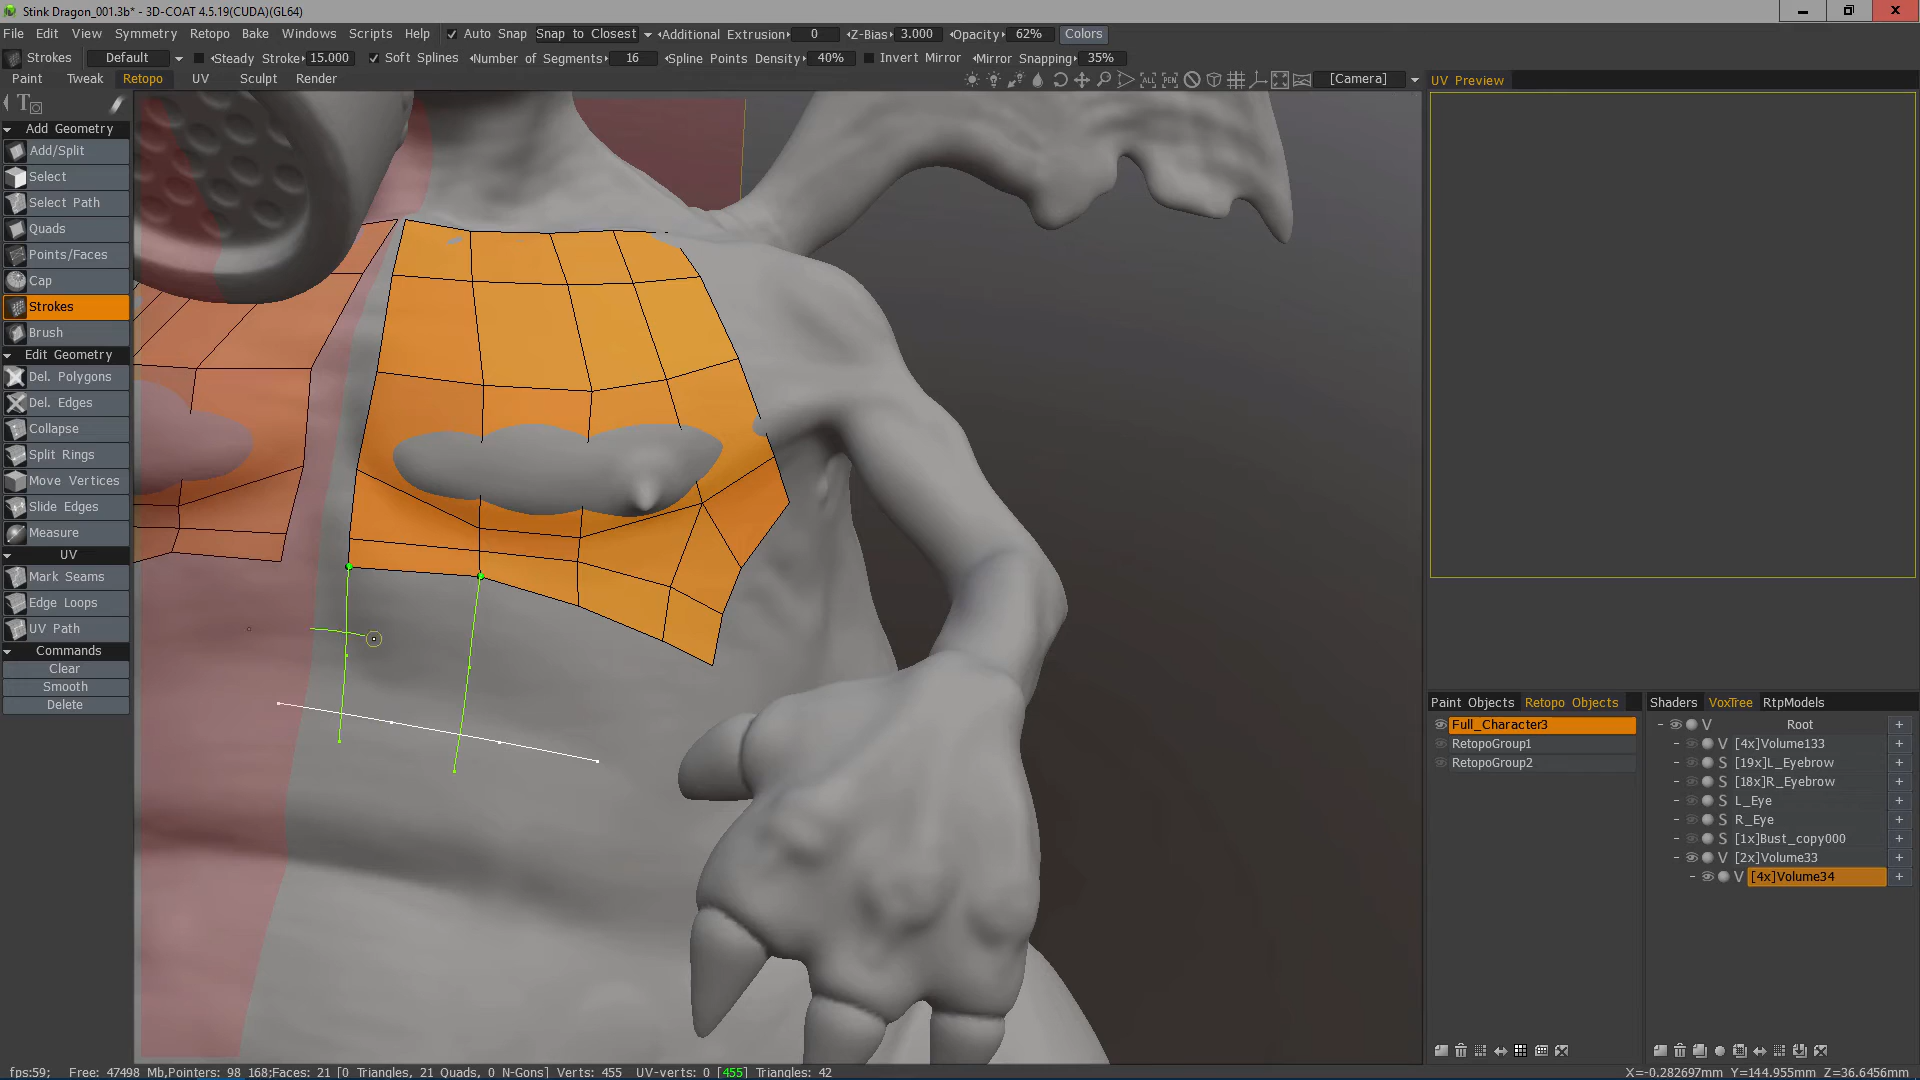 Stink Dragon_001.3b* - 3D-COAT 4.5.19(CUDA)(GL64)
File Edit View Symmetry Retopo Bake Windows Scripts Help Auto Snap Snap to Closest Additional Extrusion 0 Z-Bias 3.000 Opacity 62% Colors
Strokes Default Steady Stroke 15.000 Soft Splines Number of Segments 16 Spline Points Density 40% Invert Mirror Mirror Snapping 35%
Paint Tweak Retopo UV Sculpt Render [Camera] UV Preview
Add Geometry
Add/Split
Select
Select Path
Quads
Points/Faces
Cap
Strokes
Brush
Edit Geometry
Del. Polygons
Del. Edges
Collapse
Split Rings
Move Vertices
Slide Edges
Measure
UV
Mark Seams
Edge Loops
UV Path
Commands
Clear
Smooth
Delete
Paint Objects Retopo Objects
Full_Character3
RetopoGroup1
RetopoGroup2
Shaders VoxTree RtpModels
V Root +
V [4x]Volume133 +
S [19x]L_Eyebrow +
S [18x]R_Eyebrow +
S L_Eye +
S R_Eye +
S [1x]Bust_copy000 +
V [2x]Volume33 +
V [4x]Volume34 +
fps:59; Free: 47498 Mb,Pointers: 98 168;Faces: 21 [0 Triangles, 21 Quads, 0 N-Gons] Verts: 455 UV-verts: 0 [455] Triangles: 42 X=-0.282697mm Y=144.955mm Z=36.6456mm